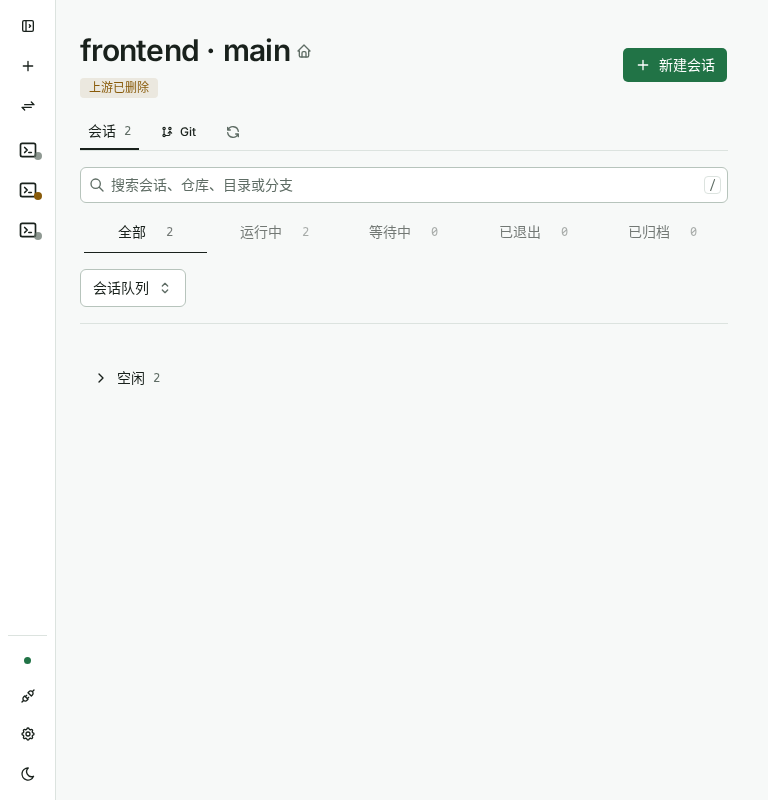 frontend · main
新建会话
上游已删除
会话 2 Git
搜索会话、仓库、目录或分支 /
全部 2 运行中 2 等待中 0 已退出 0 已归档 0
会话队列
空闲 2